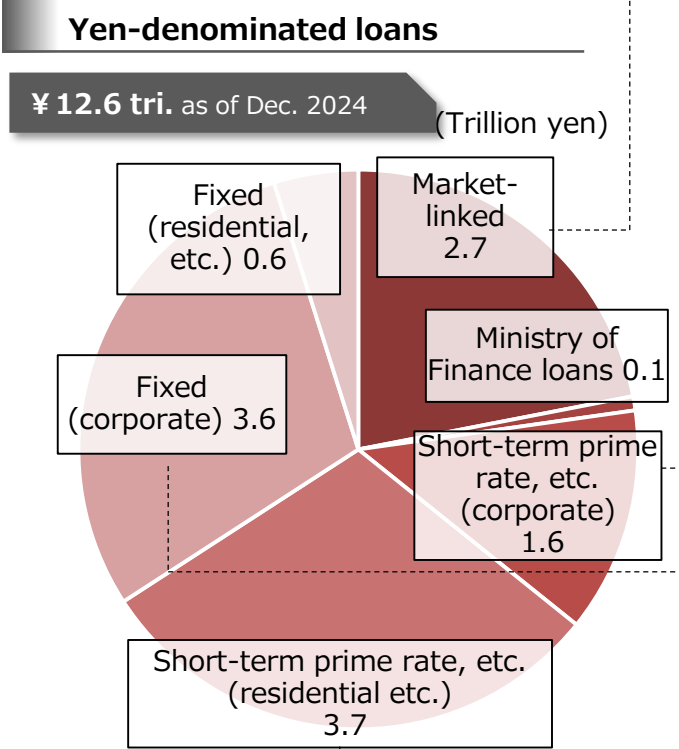 Yen-denominated loans
¥ 12.6 tri. as of Dec. 2024
(Trillion yen)
Market-
linked
2.7
Ministry of
Finance loans 0.1
Short-term prime
rate, etc.
(corporate)
1.6
Short-term prime rate, etc.
(residential etc.)
3.7
Fixed
(corporate) 3.6
Fixed
(residential,
etc.) 0.6